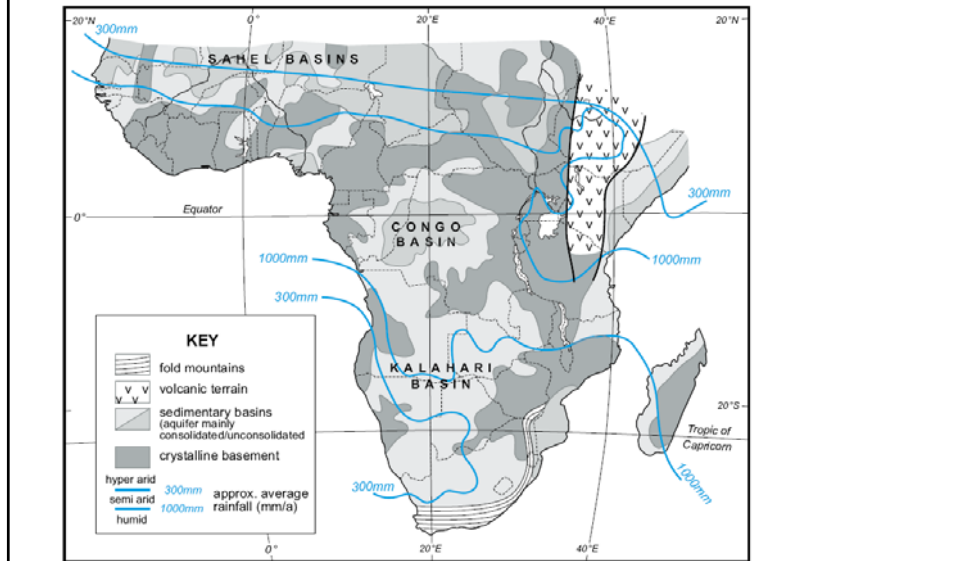 20°N
0°
20°E
40°E
20°N
300mm
SAHEL BASINS
300mm
0°
Equator
CONGO
BASIN
1000mm
1000mm
300mm
KEY
fold mountains
volcanic terrain
sedimentary basins
(aquifer mainly
consolidated/unconsolidated
crystalline basement
hyper arid
300mm
semi arid
1000mm
humid
approx. average
rainfall (mm/a)
KALAHARI
BASIN
20°S
Tropic of
Capricorn
300mm
1000mm
0°
20°E
40°E